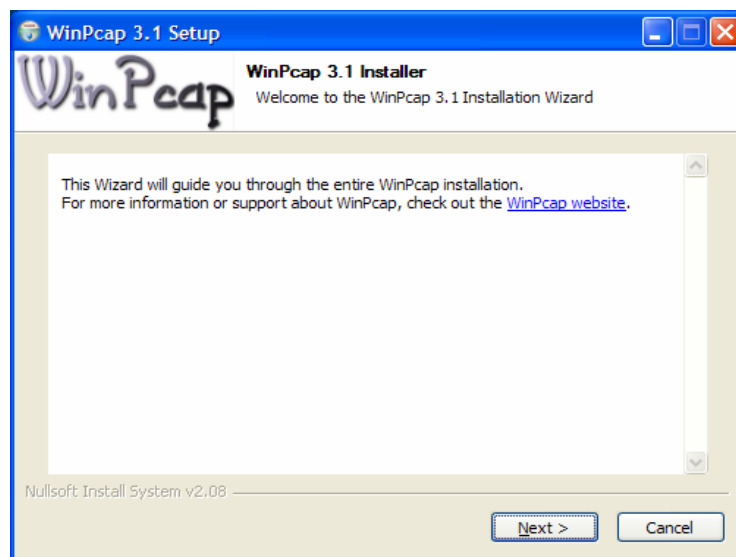 WinPcap 3.1 Setup
WinPcap
WinPcap 3.1 Installer
Welcome to the WinPcap 3.1 Installation Wizard
This Wizard will guide you through the entire WinPcap installation.
For more information or support about WinPcap, check out the WinPcap website.
Nullsoft Install System v2.08
Next > Cancel